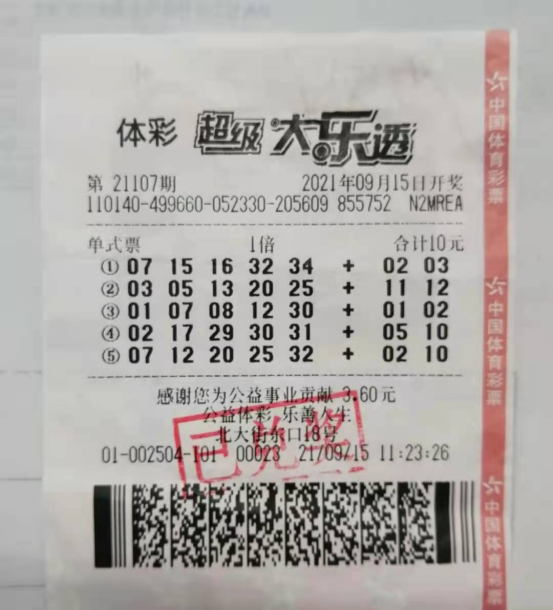 体彩 超级大乐透
第 21107期 2021年09月15日开奖
110140-499660-052330-205609 855752 N2MREA
单式票 1倍 合计10元
① 07 15 16 32 34 + 02 03
② 03 05 13 20 25 + 11 12
③ 01 07 08 12 30 + 01 02
④ 02 17 29 30 31 + 05 10
⑤ 07 12 20 25 32 + 02 10
感谢您为公益事业贡献 3.60元
公益体彩 乐善人生
北大街东口18号
01-002504-101 00023 21/09/15 11:23:26
已兑奖
中国体育彩票
中国体育彩票
中国体育彩票